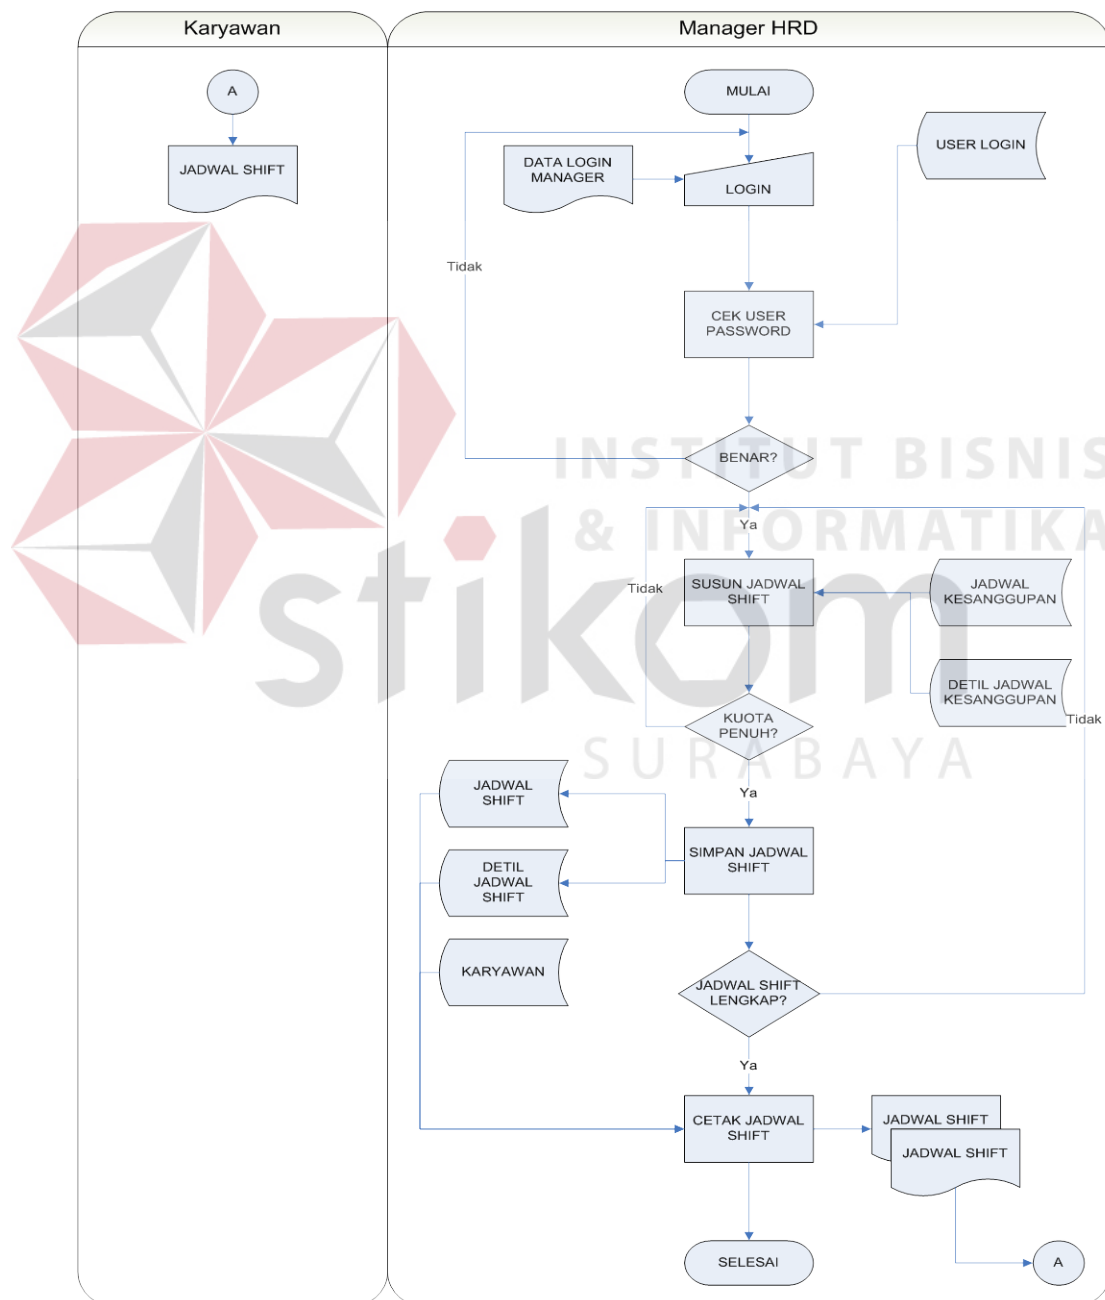 Karyawan
Manager HRD
A
JADWAL SHIFT
MULAI
USER LOGIN
DATA LOGIN
MANAGER
LOGIN
Tidak
CEK USER
PASSWORD
BENAR?
INSTITUT BISNIS
& INFORMATIKA
stikom
SURABAYA
Ya
Tidak
SUSUN JADWAL
SHIFT
JADWAL
KESANGGUPAN
DETIL JADWAL
KESANGGUPAN
Tidak
KUOTA
PENUH?
Ya
JADWAL
SHIFT
SIMPAN JADWAL
SHIFT
DETIL
JADWAL
SHIFT
KARYAWAN
JADWAL SHIFT
LENGKAP?
Ya
CETAK JADWAL
SHIFT
JADWAL SHIFT
JADWAL SHIFT
SELESAI
A